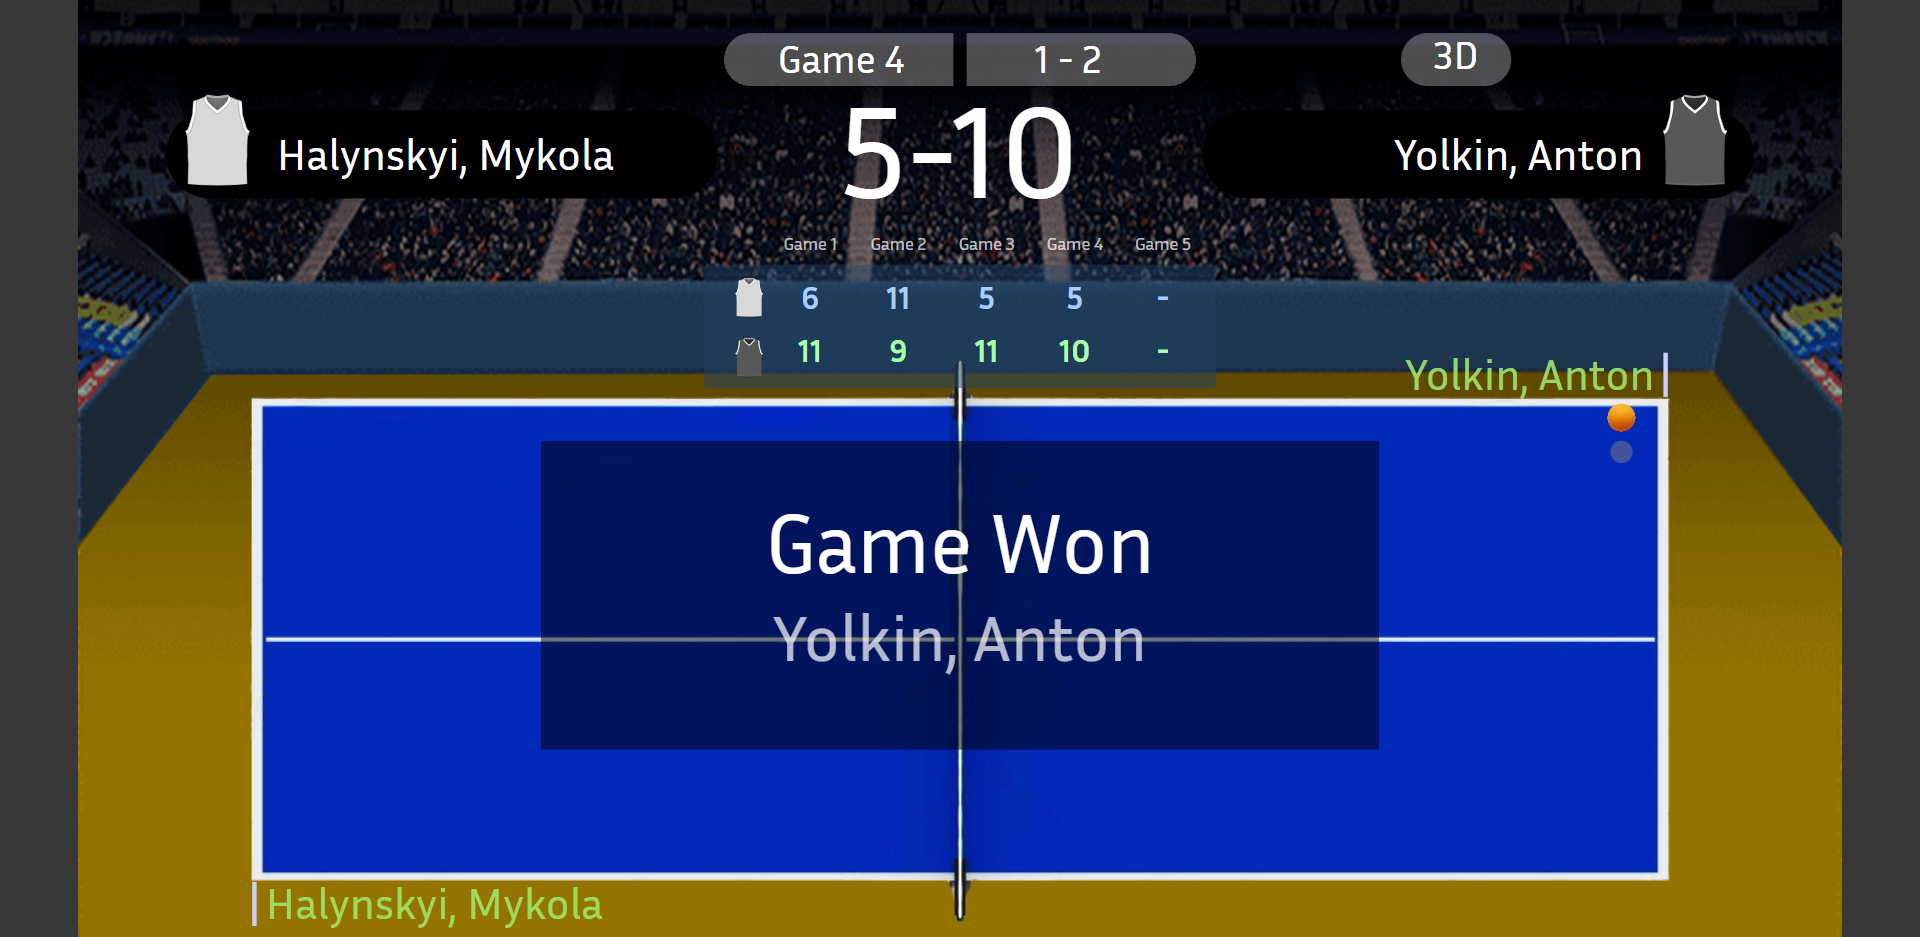 Game 4 1 - 2 3D
Halynskyi, Mykola 5-10 Yolkin, Anton
Game 1 Game 2 Game 3 Game 4 Game 5
6 11 5 5 -
11 9 11 10 -
Yolkin, Anton
Game Won
Yolkin, Anton
Halynskyi, Mykola